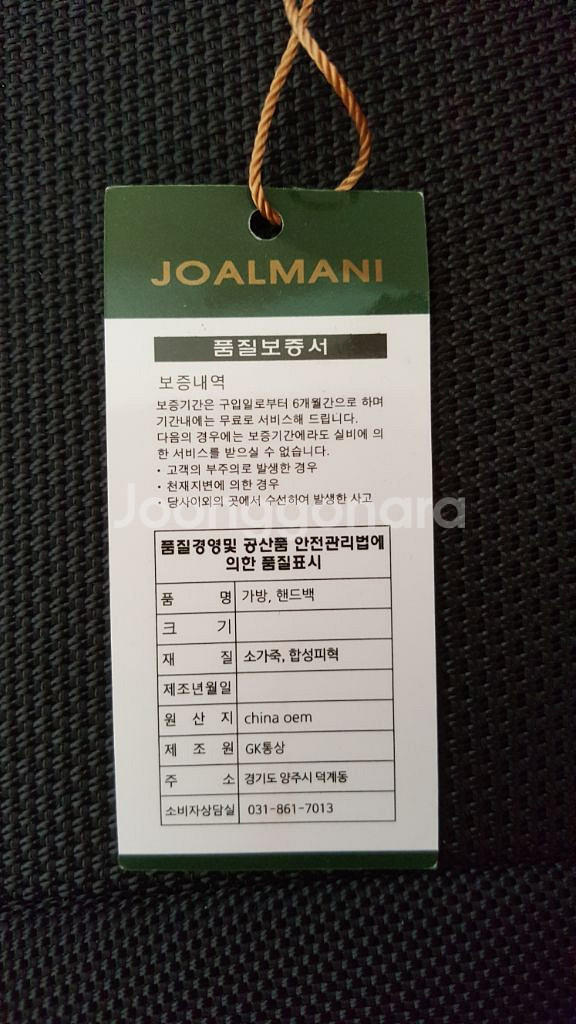 JOALMANI
품질보증서
보증내역
보증기간은 구입일로부터 6개월간으로 하며
기간내에는 무료로 서비스해 드립니다.
다음의 경우에는 보증기간에라도 실비에 의
한 서비스를 받으실 수 없습니다.
• 고객의 부주의로 발생한 경우
• 천재지변에 의한 경우
• 당사이외의 곳에서 수선하여 발생한 사고
Joonggonara
품질경영및 공산품 안전관리법에
의한 품질표시
품 명 가방, 핸드백
크 기
재 질 소가죽, 합성피혁
제조년월일
원 산 지 china oem
제 조 원 GK통상
주 소 경기도 양주시 덕계동
소비자상담실 031-861-7013